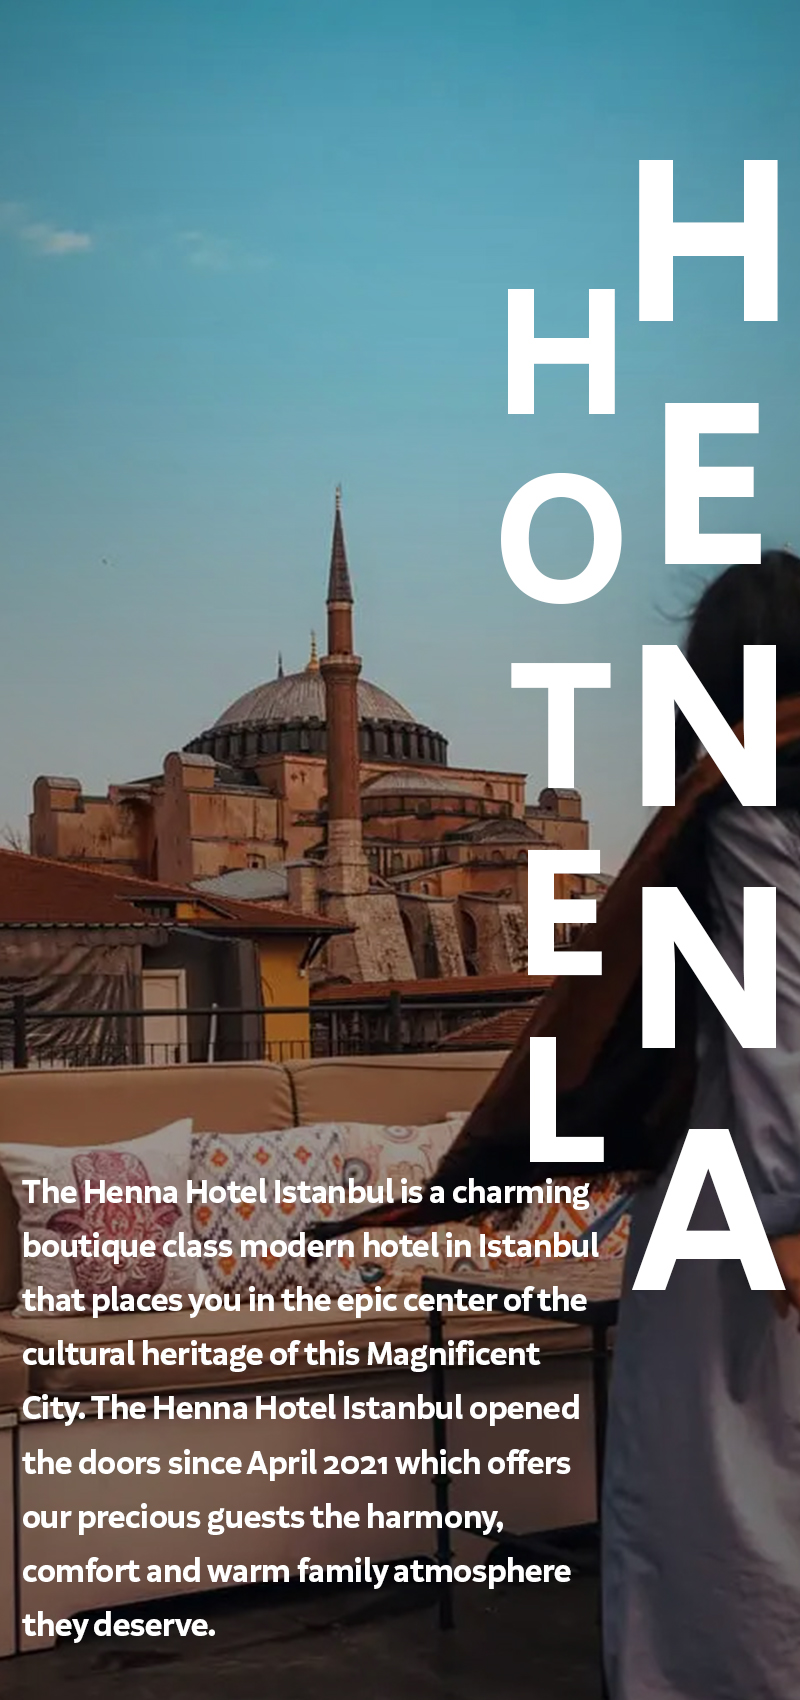 HENNA
HOTEL
The Henna Hotel Istanbul is a charming
boutique class modern hotel in Istanbul
that places you in the epic center of the
cultural heritage of this Magnificent
City. The Henna Hotel Istanbul opened
the doors since April 2021 which offers
our precious guests the harmony,
comfort and warm family atmosphere
they deserve.